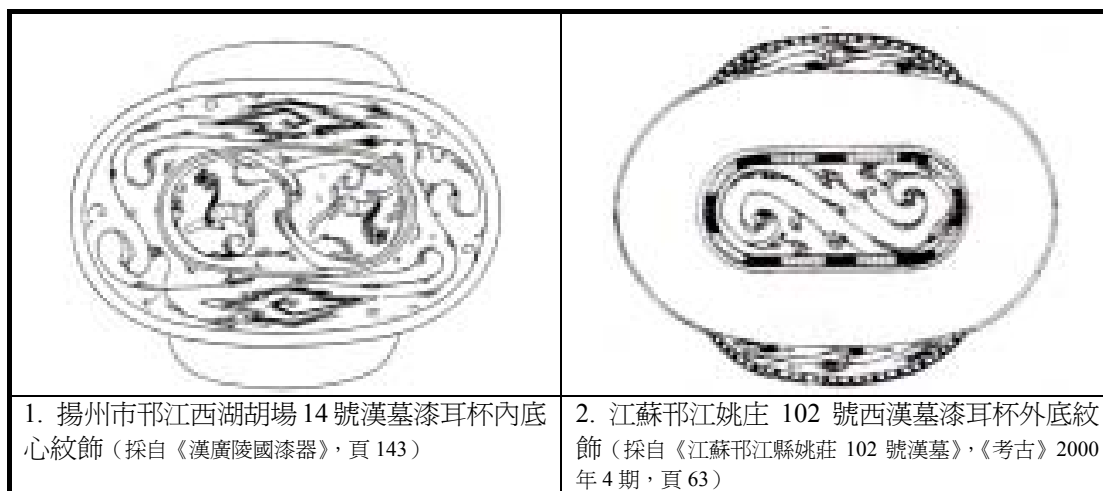 1. 揚州市邗江西湖胡場 14 號漢墓漆耳杯內底
心紋飾（採自《漢廣陵國漆器》，頁 143）
2. 江蘇邗江姚庄 102 號西漢墓漆耳杯外底紋
飾（採自《江蘇邗江縣姚莊 102 號漢墓》，《考古》2000
年 4 期，頁 63）